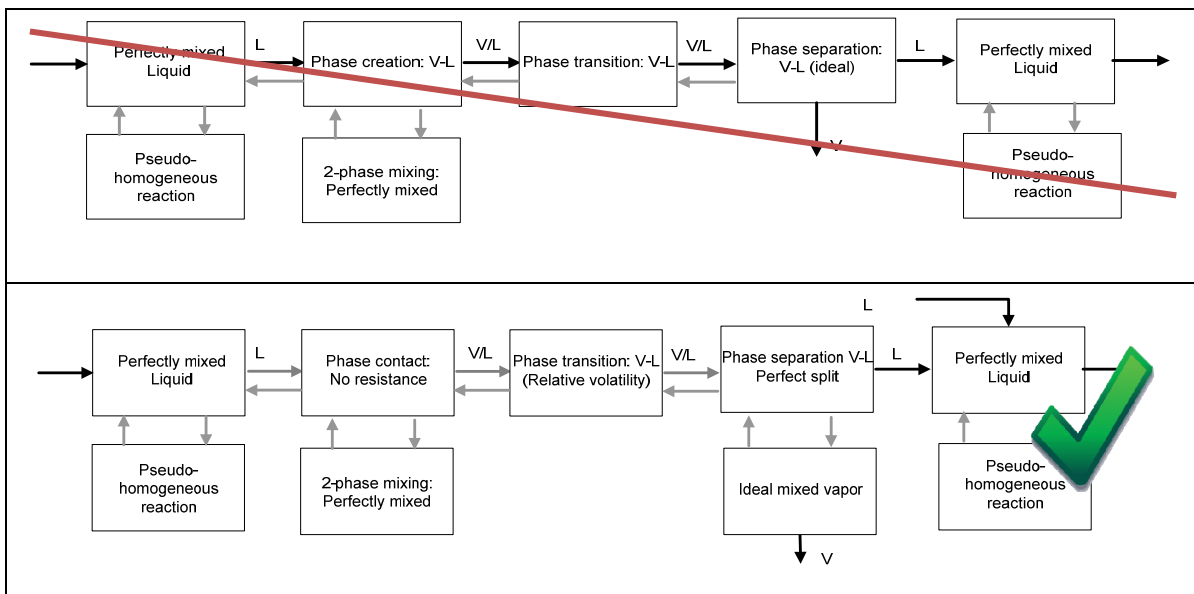 Perfectly mixed
Liquid
L
Phase creation: V-L
V/L
Phase transition: V-L
V/L
Phase separation:
V-L (ideal)
L
Perfectly mixed
Liquid
Pseudo-
homogeneous
reaction
2-phase mixing:
Perfectly mixed
V
Pseudo-
homogeneous
reaction
L
Perfectly mixed
Liquid
L
Phase contact:
No resistance
V/L
Phase transition: V-L
(Relative volatility)
V/L
Phase separation V-L
Perfect split
L
Perfectly mixed
Liquid
Pseudo-
homogeneous
reaction
2-phase mixing:
Perfectly mixed
Ideal mixed vapor
Pseudo-
homogeneous
reaction
V